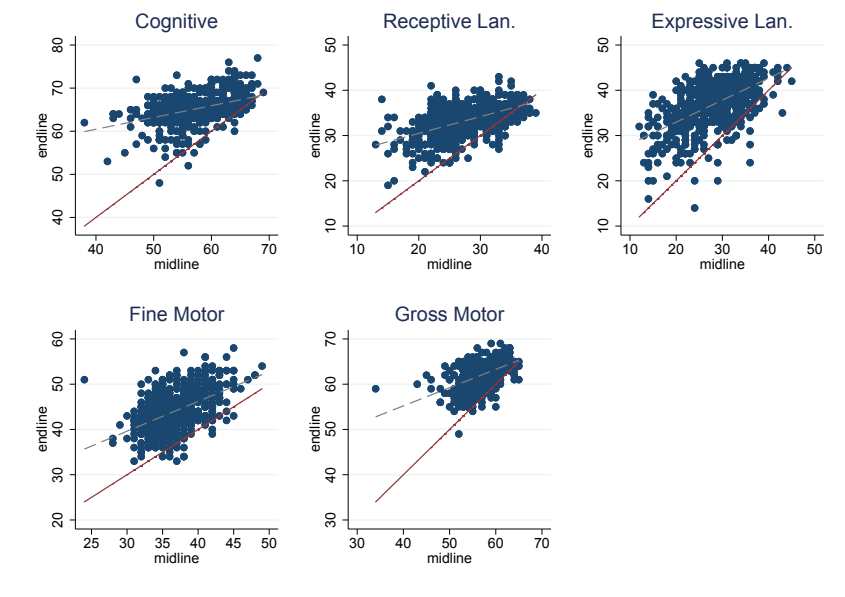 Cognitive
80
70
60
50
40
endline
40 50 60 70
midline
Receptive Lan.
50
40
30
20
10
endline
10 20 30 40
midline
Expressive Lan.
50
40
30
20
10
endline
10 20 30 40 50
midline
Fine Motor
60
50
40
30
20
endline
25 30 35 40 45 50
midline
Gross Motor
70
60
50
40
30
endline
30 40 50 60 70
midline